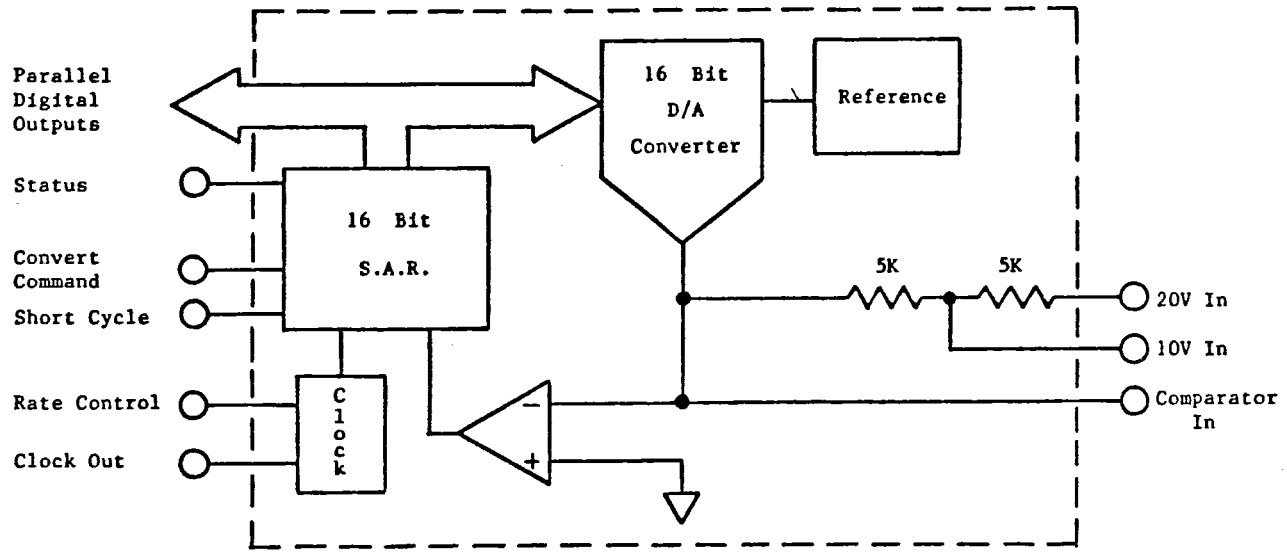 Parallel
Digital
Outputs
Status
Convert
Command
Short Cycle
Rate Control
Clock Out
16 Bit
S.A.R.
Clock
16 Bit
D/A
Converter
Reference
5K
5K
20V In
10V In
Comparator
In
−
+